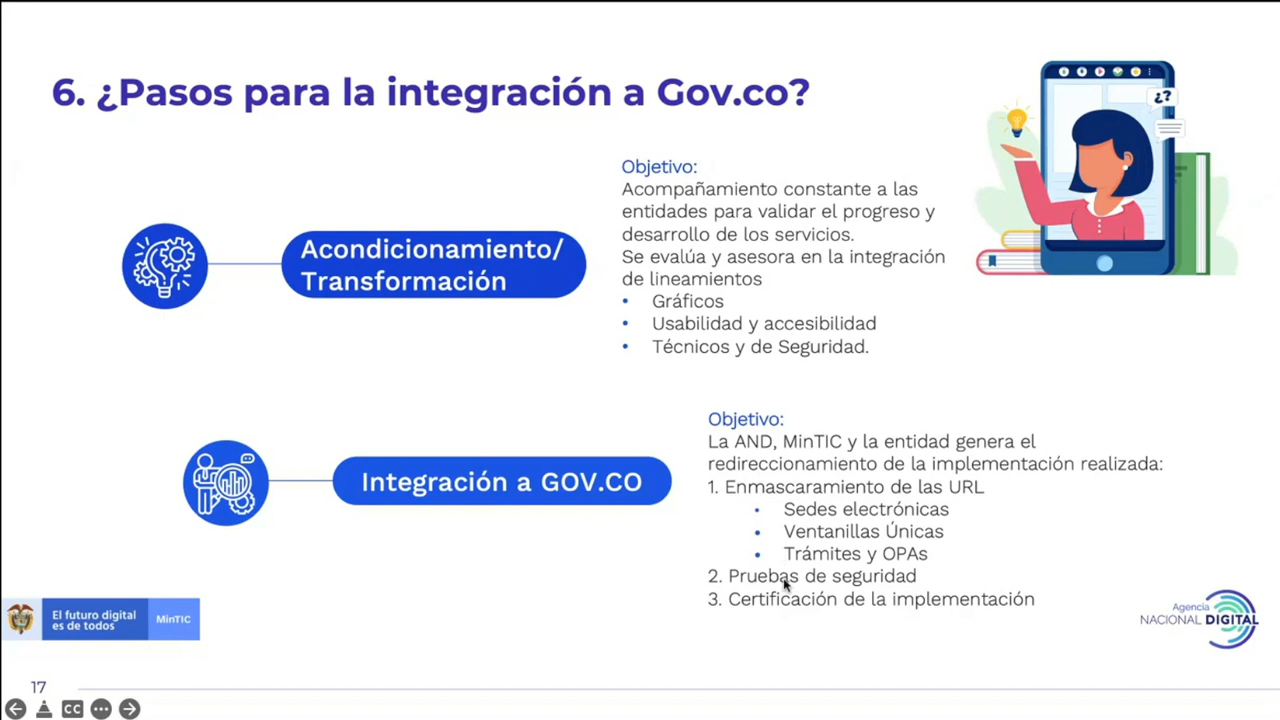 6. ¿Pasos para la integración a Gov.co?
¿?
Objetivo:
Acompañamiento constante a las
entidades para validar el progreso y
desarrollo de los servicios.
Se evalúa y asesora en la integración
de lineamientos
• Gráficos
• Usabilidad y accesibilidad
• Técnicos y de Seguridad.
Acondicionamiento/
Transformación
Objetivo:
La AND, MinTIC y la entidad genera el
redireccionamiento de la implementación realizada:
1. Enmascaramiento de las URL
• Sedes electrónicas
• Ventanillas Únicas
• Trámites y OPAs
2. Pruebas de seguridad
3. Certificación de la implementación
Integración a GOV.CO
El futuro digital
es de todos
MinTIC
Agencia
NACIONAL DIGITAL
17
CC